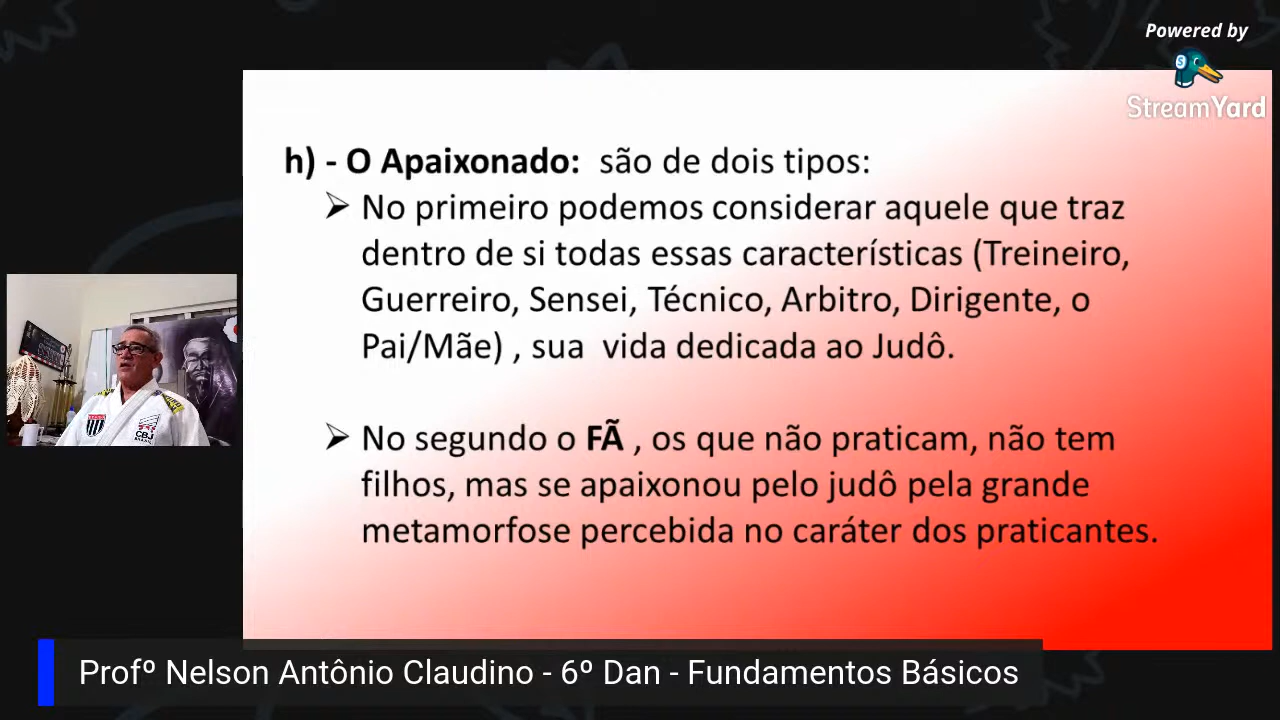 Powered by
StreamYard
h) - O Apaixonado: são de dois tipos:
➢ No primeiro podemos considerar aquele que traz
dentro de si todas essas características (Treineiro,
Guerreiro, Sensei, Técnico, Arbitro, Dirigente, o
Pai/Mãe) , sua vida dedicada ao Judô.
➢ No segundo o FÃ , os que não praticam, não tem
filhos, mas se apaixonou pelo judô pela grande
metamorfose percebida no caráter dos praticantes.
CBJ
Profº Nelson Antônio Claudino - 6º Dan - Fundamentos Básicos